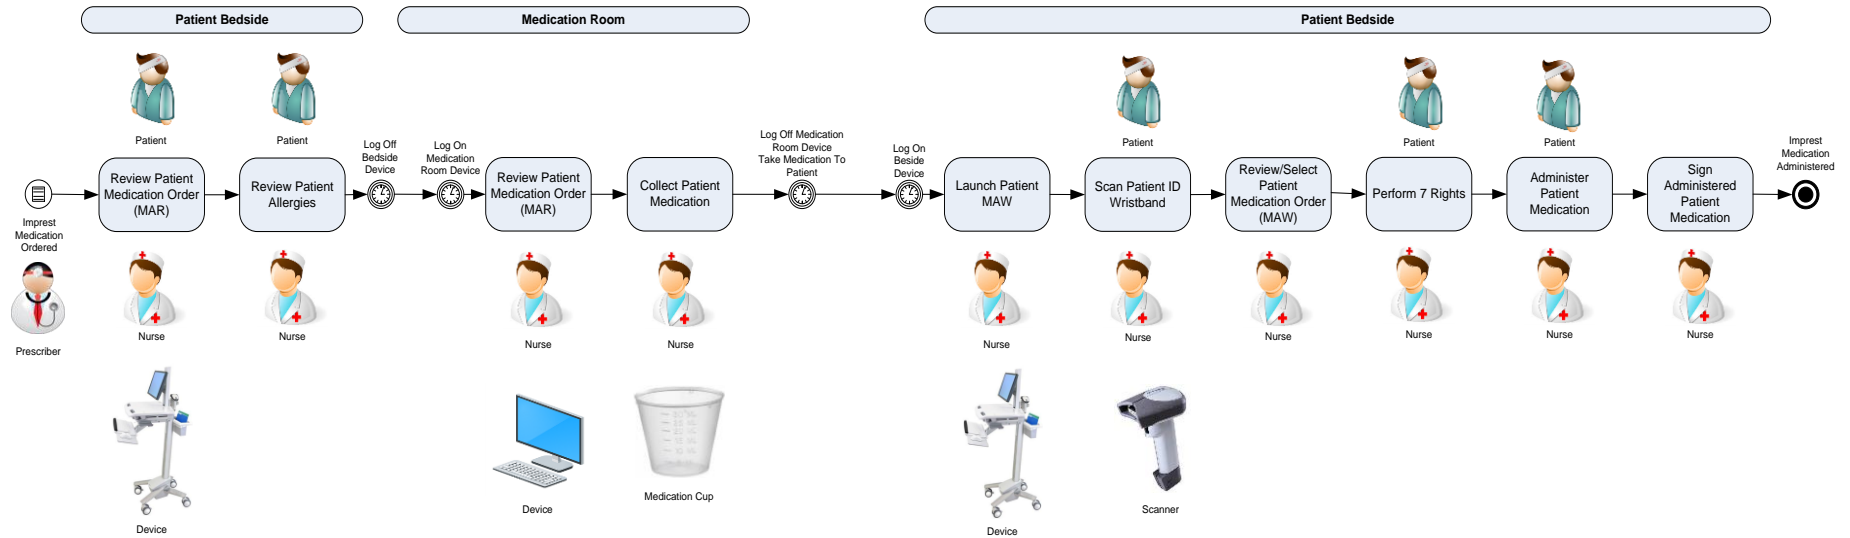 Patient Bedside
Medication Room
Patient Bedside
Patient
Patient
Patient
Patient
Patient
Imprest
Medication
Ordered
Prescriber
Review Patient
Medication Order
(MAR)
Review Patient
Allergies
Log Off
Bedside
Device
Log On
Medication
Room Device
Review Patient
Medication Order
(MAR)
Collect Patient
Medication
Log Off Medication
Room Device
Take Medication To
Patient
Log On
Beside
Device
Launch Patient
MAW
Scan Patient ID
Wristband
Review/Select
Patient
Medication Order
(MAW)
Perform 7 Rights
Administer
Patient
Medication
Sign
Administered
Patient
Medication
Imprest
Medication
Administered
Nurse
Nurse
Nurse
Nurse
Nurse
Nurse
Nurse
Nurse
Nurse
Nurse
Device
Device
Medication Cup
Device
Scanner